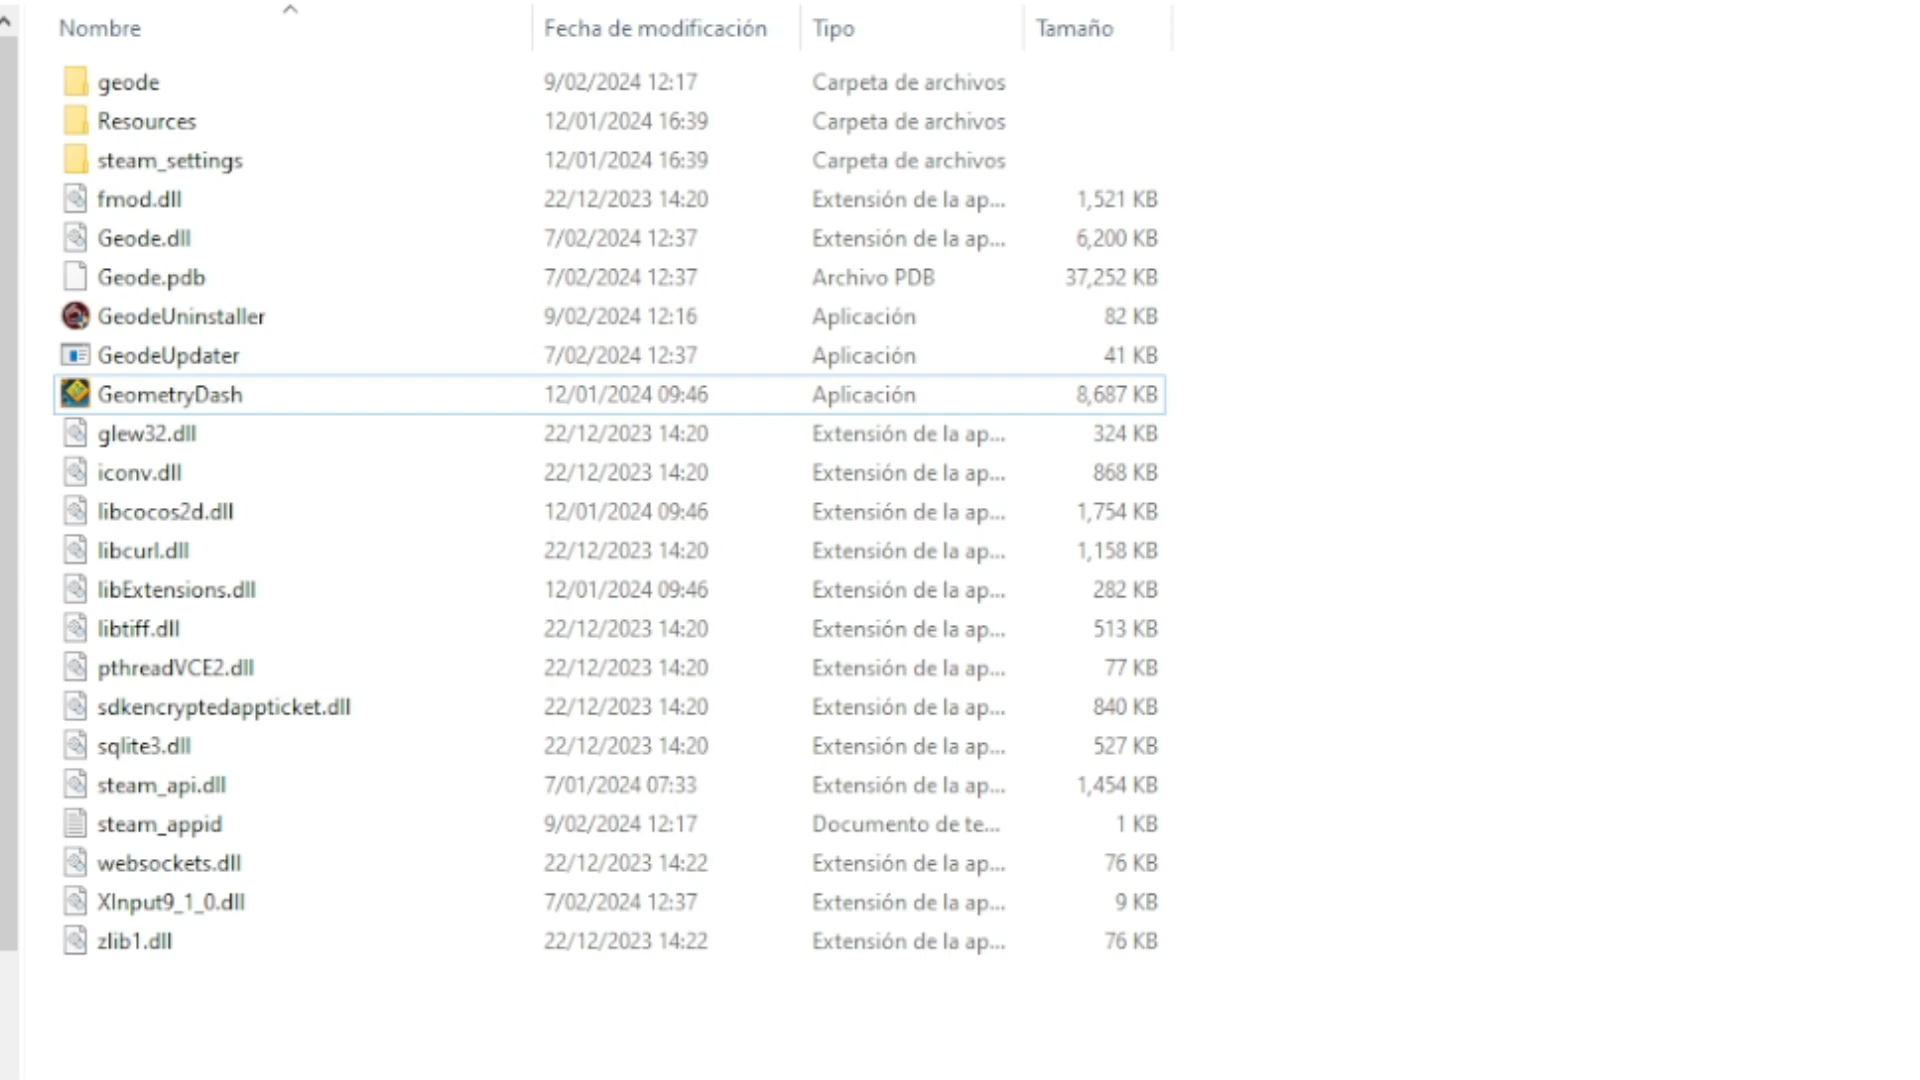 Nombre Fecha de modificación Tipo Tamaño
geode 9/02/2024 12:17 Carpeta de archivos
Resources 12/01/2024 16:39 Carpeta de archivos
steam_settings 12/01/2024 16:39 Carpeta de archivos
fmod.dll 22/12/2023 14:20 Extensión de la ap... 1,521 KB
Geode.dll 7/02/2024 12:37 Extensión de la ap... 6,200 KB
Geode.pdb 7/02/2024 12:37 Archivo PDB 37,252 KB
GeodeUninstaller 9/02/2024 12:16 Aplicación 82 KB
GeodeUpdater 7/02/2024 12:37 Aplicación 41 KB
GeometryDash 12/01/2024 09:46 Aplicación 8,687 KB
glew32.dll 22/12/2023 14:20 Extensión de la ap... 324 KB
iconv.dll 22/12/2023 14:20 Extensión de la ap... 868 KB
libcocos2d.dll 12/01/2024 09:46 Extensión de la ap... 1,754 KB
libcurl.dll 22/12/2023 14:20 Extensión de la ap... 1,158 KB
libExtensions.dll 12/01/2024 09:46 Extensión de la ap... 282 KB
libtiff.dll 22/12/2023 14:20 Extensión de la ap... 513 KB
pthreadVCE2.dll 22/12/2023 14:20 Extensión de la ap... 77 KB
sdkencryptedappticket.dll 22/12/2023 14:20 Extensión de la ap... 840 KB
sqlite3.dll 22/12/2023 14:20 Extensión de la ap... 527 KB
steam_api.dll 7/01/2024 07:33 Extensión de la ap... 1,454 KB
steam_appid 9/02/2024 12:17 Documento de te... 1 KB
websockets.dll 22/12/2023 14:22 Extensión de la ap... 76 KB
XInput9_1_0.dll 7/02/2024 12:37 Extensión de la ap... 9 KB
zlib1.dll 22/12/2023 14:22 Extensión de la ap... 76 KB